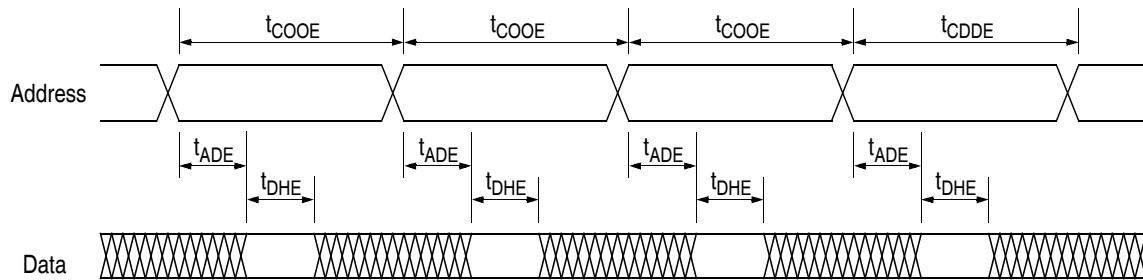 tCOOE tCOOE tCOOE tCDDE
Address
tADE tADE tADE tADE
tDHE tDHE tDHE tDHE
Data